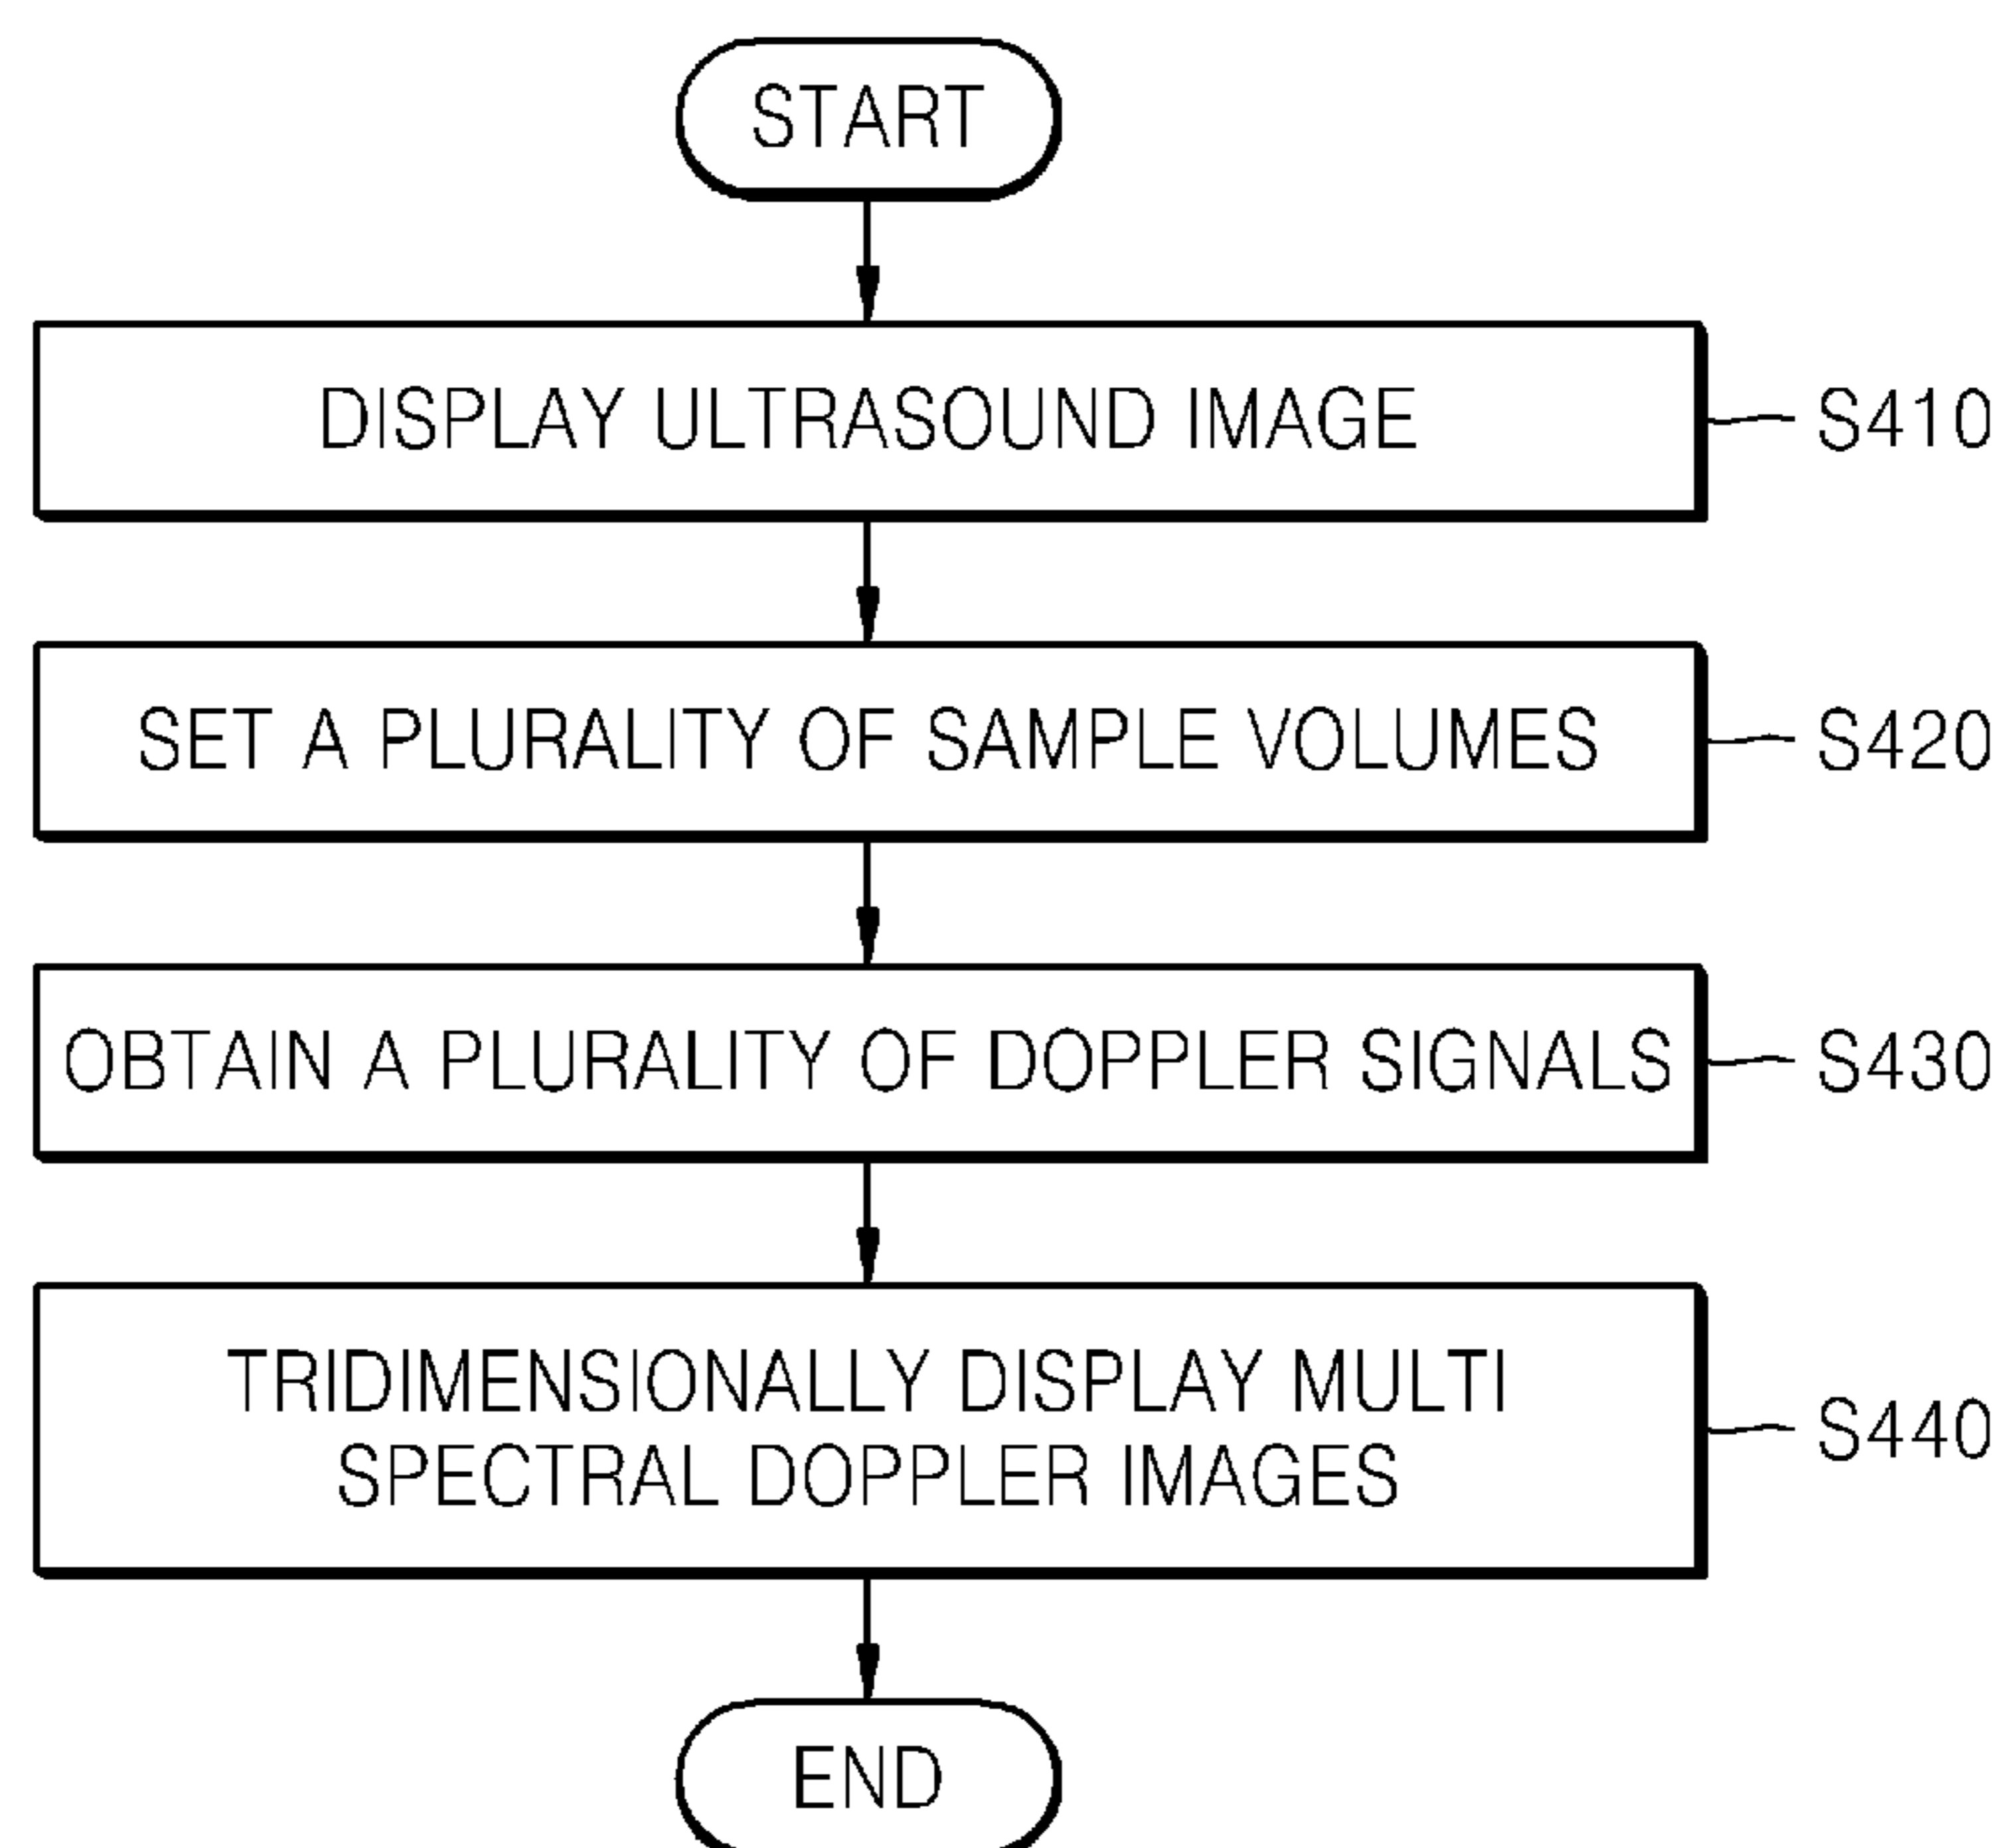 START
DISPLAY ULTRASOUND IMAGE
S410
SET A PLURALITY OF SAMPLE VOLUMES
S420
OBTAIN A PLURALITY OF DOPPLER SIGNALS
S430
TRIDIMENSIONALLY DISPLAY MULTI
SPECTRAL DOPPLER IMAGES
S440
END